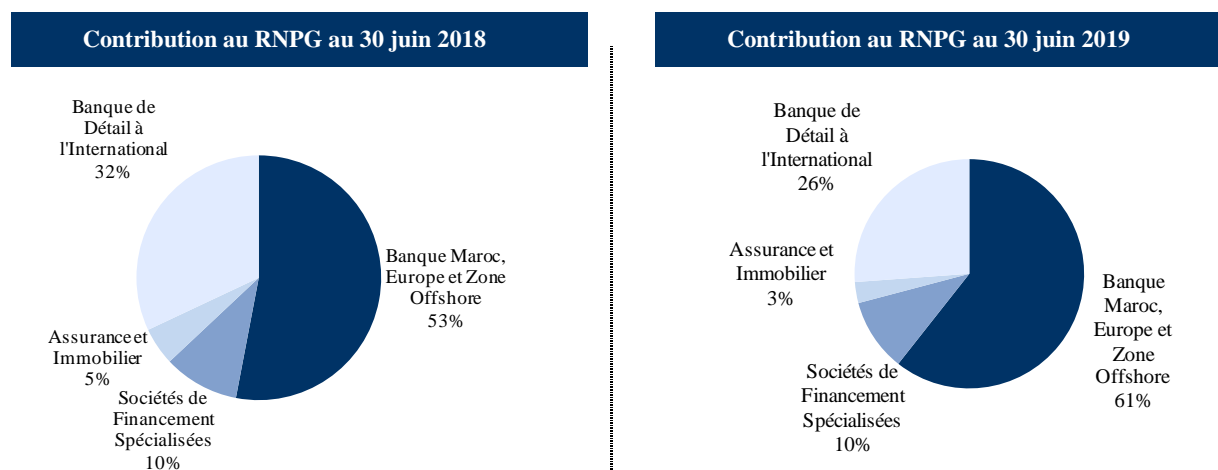 Contribution au RNPG au 30 juin 2018
Banque de
Détail à
l'International
32%
Banque Maroc,
Europe et Zone
Offshore
53%
Assurance et
Immobilier
5%
Sociétés de
Financement
Spécialisées
10%
Contribution au RNPG au 30 juin 2019
Banque de
Détail à
l'International
26%
Assurance et
Immobilier
3%
Banque
Maroc,
Europe et
Zone
Offshore
61%
Sociétés de
Financement
Spécialisées
10%